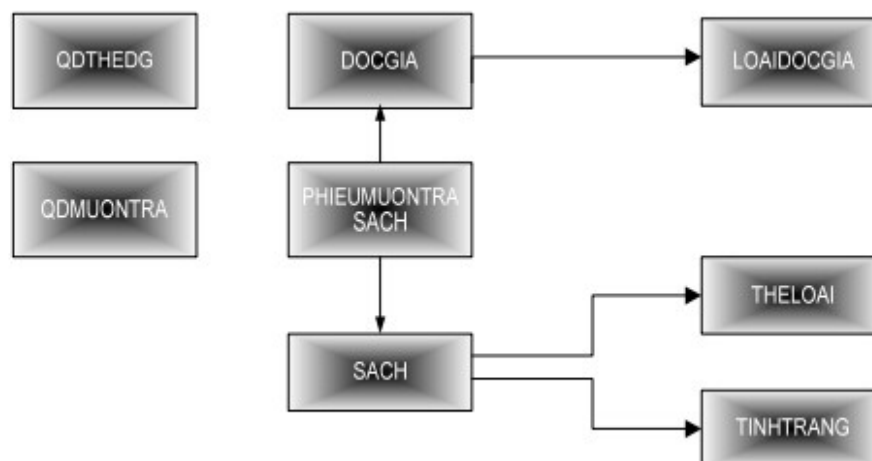 QDTHEDG
DOCGIA
LOAIDOCGIA
QDMUONTRA
PHIEUMUONTRA
SACH
THELOAI
SACH
TINHTRANG